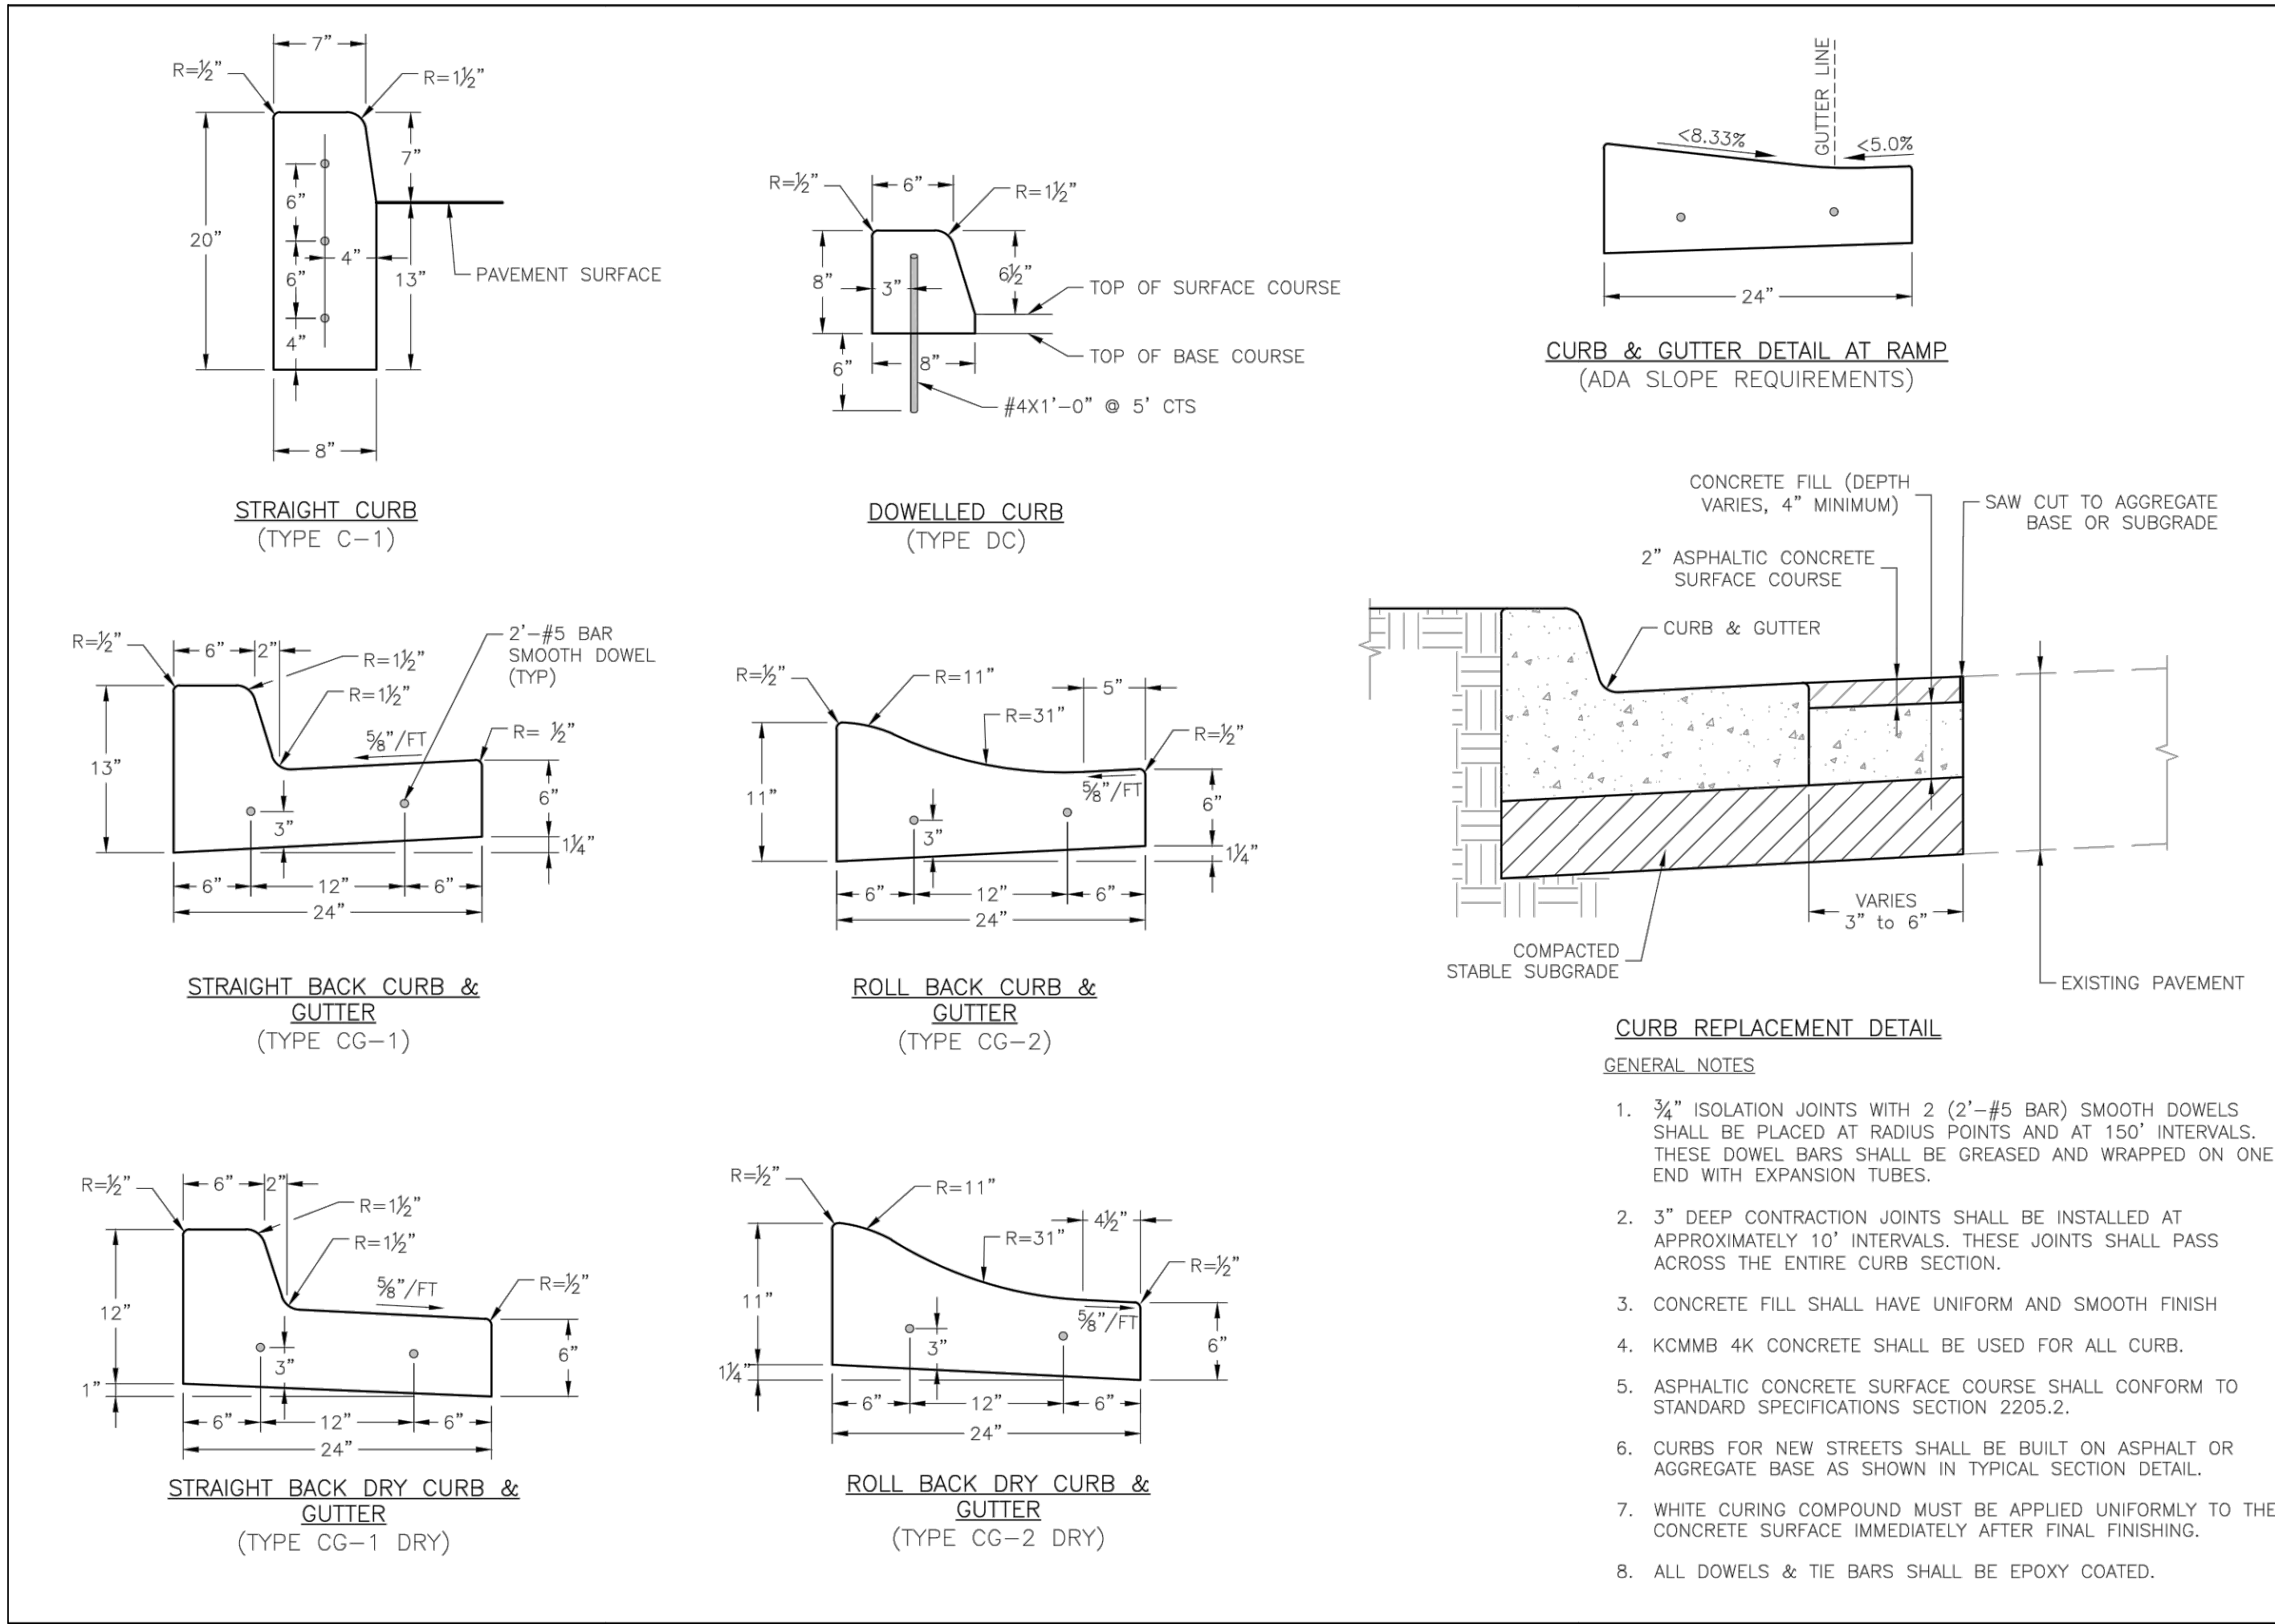 7"
R=½"
R=1½"
7"
6"
20"
4"
6"
13"
PAVEMENT SURFACE
4"
8"
STRAIGHT CURB
(TYPE C-1)
R=½"
6"
R=1½"
8"
3"
6½"
TOP OF SURFACE COURSE
TOP OF BASE COURSE
6"
8"
#4X1'-0" @ 5' CTS
DOWELLED CURB
(TYPE DC)
GUTTER LINE
<8.33%
<5.0%
24"
CURB & GUTTER DETAIL AT RAMP
(ADA SLOPE REQUIREMENTS)
R=½"
6"
2"
R=1½"
R=1½"
2'-#5 BAR
SMOOTH DOWEL
(TYP)
⅝"/FT
R= ½"
13"
3"
6"
1¼"
6"
12"
6"
24"
STRAIGHT BACK CURB &
GUTTER
(TYPE CG-1)
R=½"
R=11"
5"
R=31"
R=½"
⅝"/FT
11"
3"
6"
1¼"
6"
12"
6"
24"
ROLL BACK CURB &
GUTTER
(TYPE CG-2)
CONCRETE FILL (DEPTH
VARIES, 4" MINIMUM)
SAW CUT TO AGGREGATE
BASE OR SUBGRADE
2" ASPHALTIC CONCRETE
SURFACE COURSE
CURB & GUTTER
VARIES
3" to 6"
COMPACTED
STABLE SUBGRADE
EXISTING PAVEMENT
CURB REPLACEMENT DETAIL
R=½"
6"
2"
R=1½"
R=1½"
⅝"/FT
R=½"
12"
3"
6"
1"
6"
12"
6"
24"
STRAIGHT BACK DRY CURB &
GUTTER
(TYPE CG-1 DRY)
R=½"
R=11"
4½"
R=31"
R=½"
⅝"/FT
11"
3"
6"
1¼"
6"
12"
6"
24"
ROLL BACK DRY CURB &
GUTTER
(TYPE CG-2 DRY)
GENERAL NOTES
1. ¾" ISOLATION JOINTS WITH 2 (2'-#5 BAR) SMOOTH DOWELS
SHALL BE PLACED AT RADIUS POINTS AND AT 150' INTERVALS.
THESE DOWEL BARS SHALL BE GREASED AND WRAPPED ON ONE
END WITH EXPANSION TUBES.
2. 3" DEEP CONTRACTION JOINTS SHALL BE INSTALLED AT
APPROXIMATELY 10' INTERVALS. THESE JOINTS SHALL PASS
ACROSS THE ENTIRE CURB SECTION.
3. CONCRETE FILL SHALL HAVE UNIFORM AND SMOOTH FINISH
4. KCMMB 4K CONCRETE SHALL BE USED FOR ALL CURB.
5. ASPHALTIC CONCRETE SURFACE COURSE SHALL CONFORM TO
STANDARD SPECIFICATIONS SECTION 2205.2.
6. CURBS FOR NEW STREETS SHALL BE BUILT ON ASPHALT OR
AGGREGATE BASE AS SHOWN IN TYPICAL SECTION DETAIL.
7. WHITE CURING COMPOUND MUST BE APPLIED UNIFORMLY TO THE
CONCRETE SURFACE IMMEDIATELY AFTER FINAL FINISHING.
8. ALL DOWELS & TIE BARS SHALL BE EPOXY COATED.